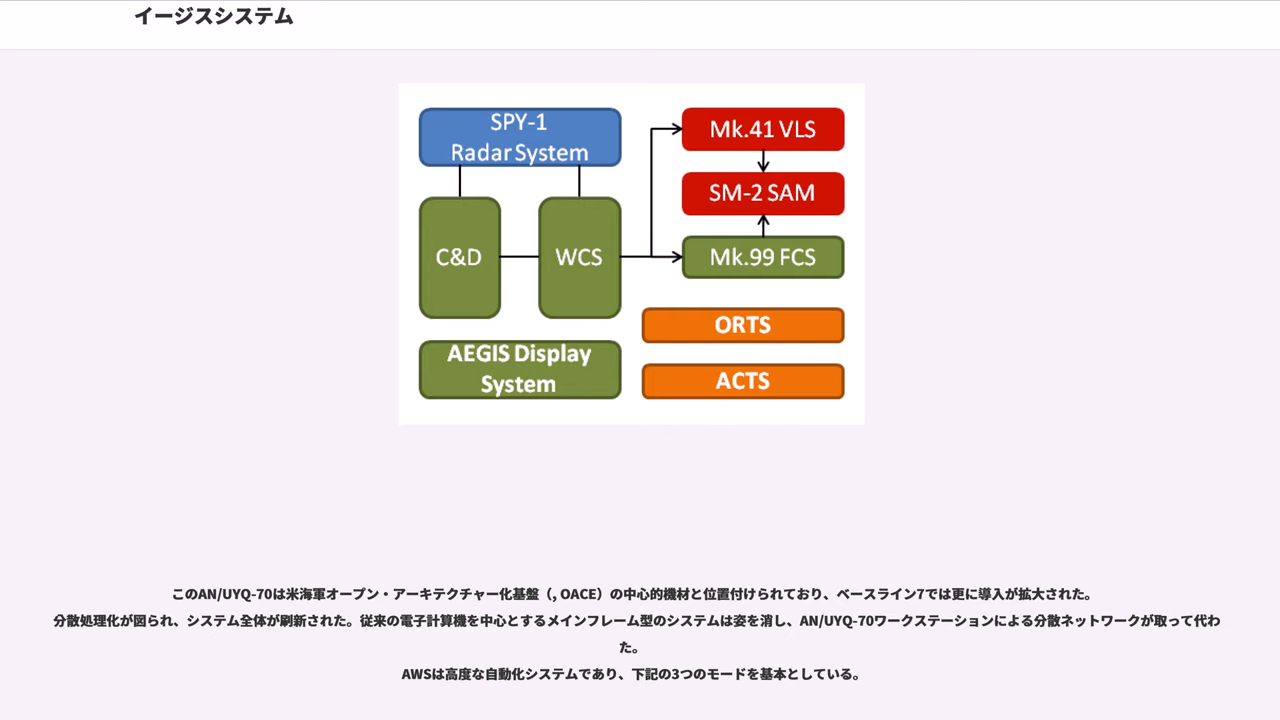 イージスシステム
SPY-1
Radar System
C&D
WCS
AEGIS Display
System
Mk.41 VLS
SM-2 SAM
Mk.99 FCS
ORTS
ACTS
このAN/UYQ-70は米海軍オープン・アーキテクチャー化基盤（, OACE）の中心的機材と位置付けられており、ベースライン7では更に導入が拡大された。
分散処理化が図られ、システム全体が刷新された。従来の電子計算機を中心とするメインフレーム型のシステムは姿を消し、AN/UYQ-70ワークステーションによる分散ネットワークが取って代わ
た。
AWSは高度な自動化システムであり、下記の3つのモードを基本としている。